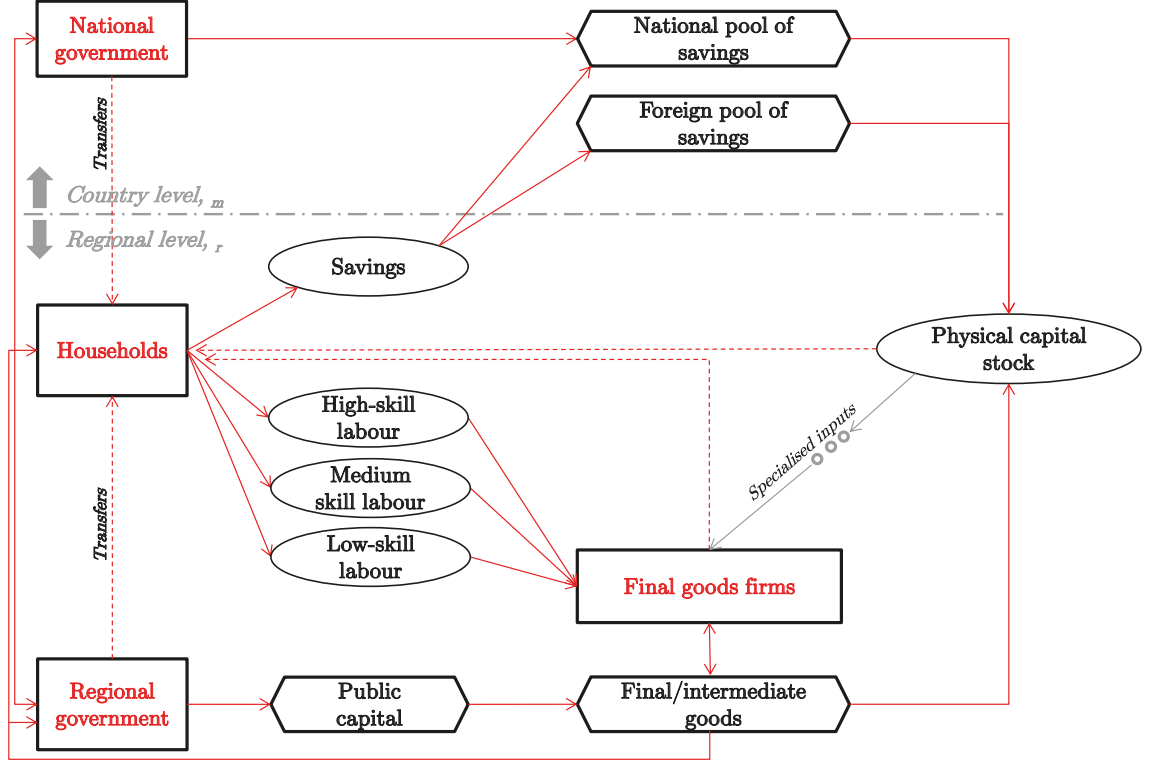 National
government
National pool of
savings
Foreign pool of
savings
Transfers
Country level, m
Regional level, r
Savings
Households
Physical capital
stock
High-skill
labour
Medium
skill labour
Low-skill
labour
Specialised inputs
Transfers
Final goods firms
Regional
government
Public
capital
Final/intermediate
goods